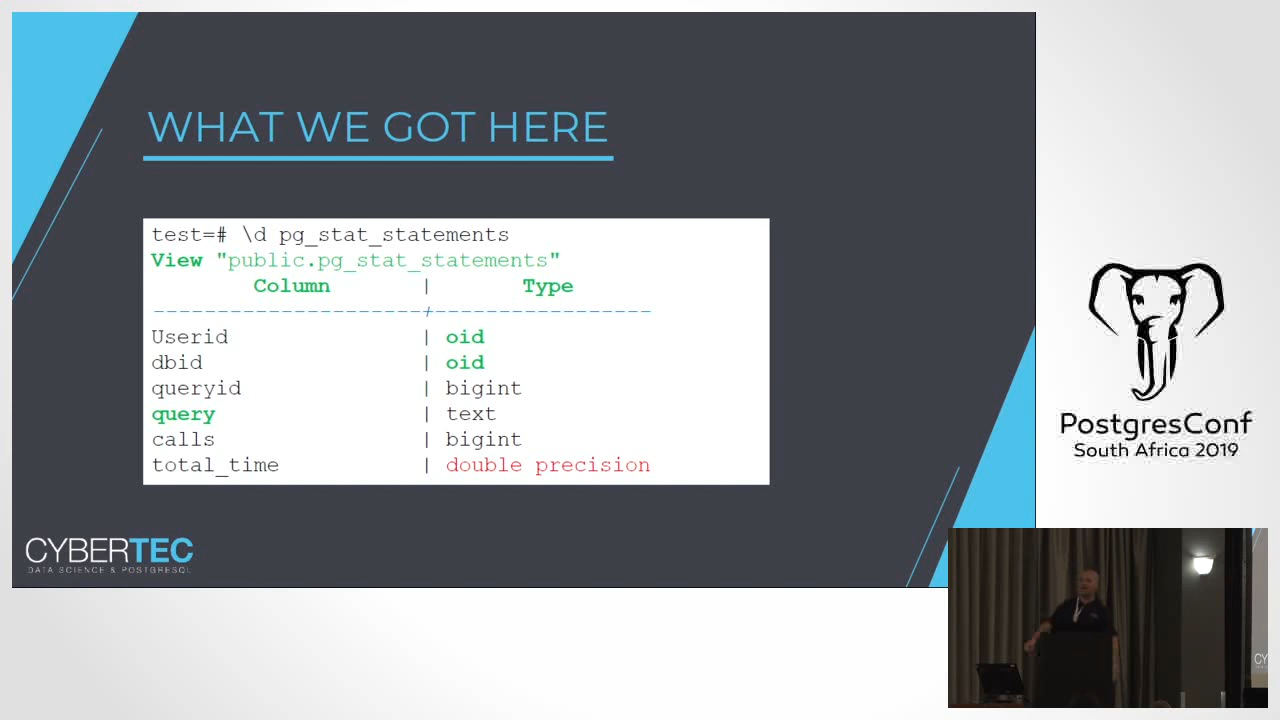 WHAT WE GOT HERE
test=# \d pg_stat_statements
View "public.pg_stat_statements"
Column | Type
---------------------+-----------------
Userid | oid
dbid | oid
queryid | bigint
query | text
calls | bigint
total_time | double precision
CYBERTEC
DATA SCIENCE & POSTGRESQL
PostgresConf
South Africa 2019
CY